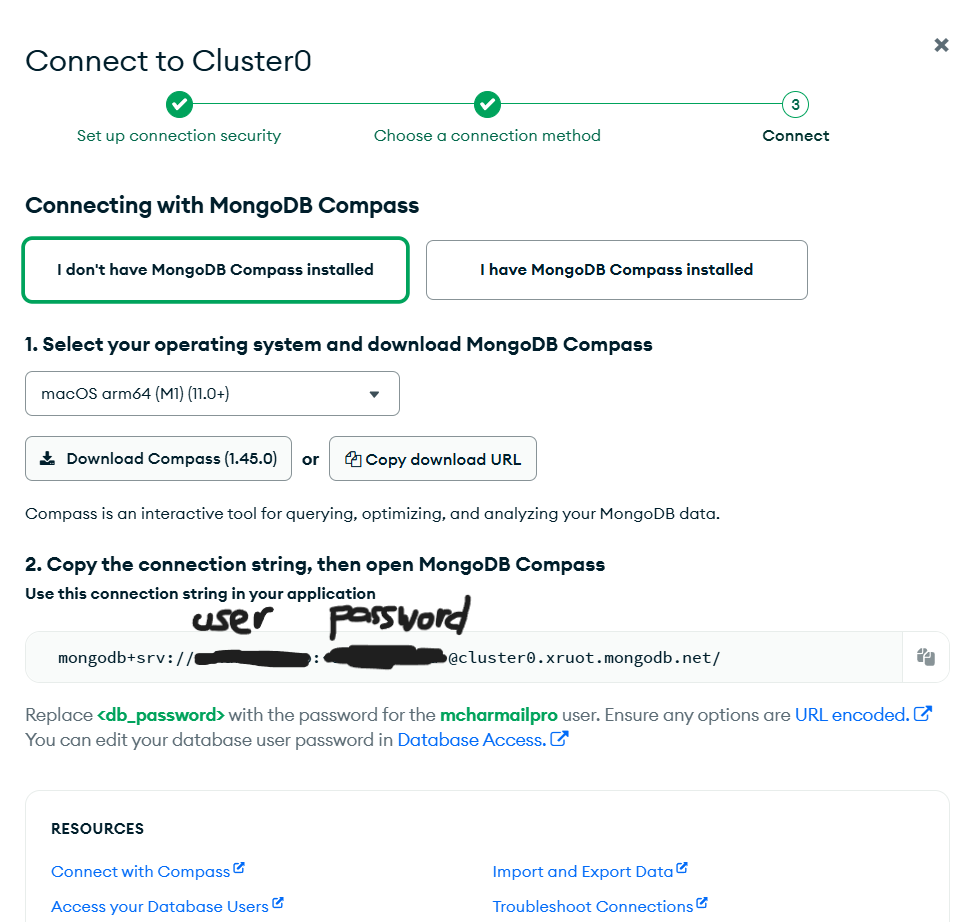 Connect to Cluster0
Set up connection security
Choose a connection method
3
Connect
Connecting with MongoDB Compass
I don't have MongoDB Compass installed
I have MongoDB Compass installed
1. Select your operating system and download MongoDB Compass
macOS arm64 (M1) (11.0+)
Download Compass (1.45.0) or Copy download URL
Compass is an interactive tool for querying, optimizing, and analyzing your MongoDB data.
2. Copy the connection string, then open MongoDB Compass
Use this connection string in your application
user password
mongodb+srv:// : @cluster0.xruot.mongodb.net/
Replace <db_password> with the password for the mcharmailpro user. Ensure any options are URL encoded.
You can edit your database user password in Database Access.
RESOURCES
Connect with Compass
Import and Export Data
Access your Database Users
Troubleshoot Connections